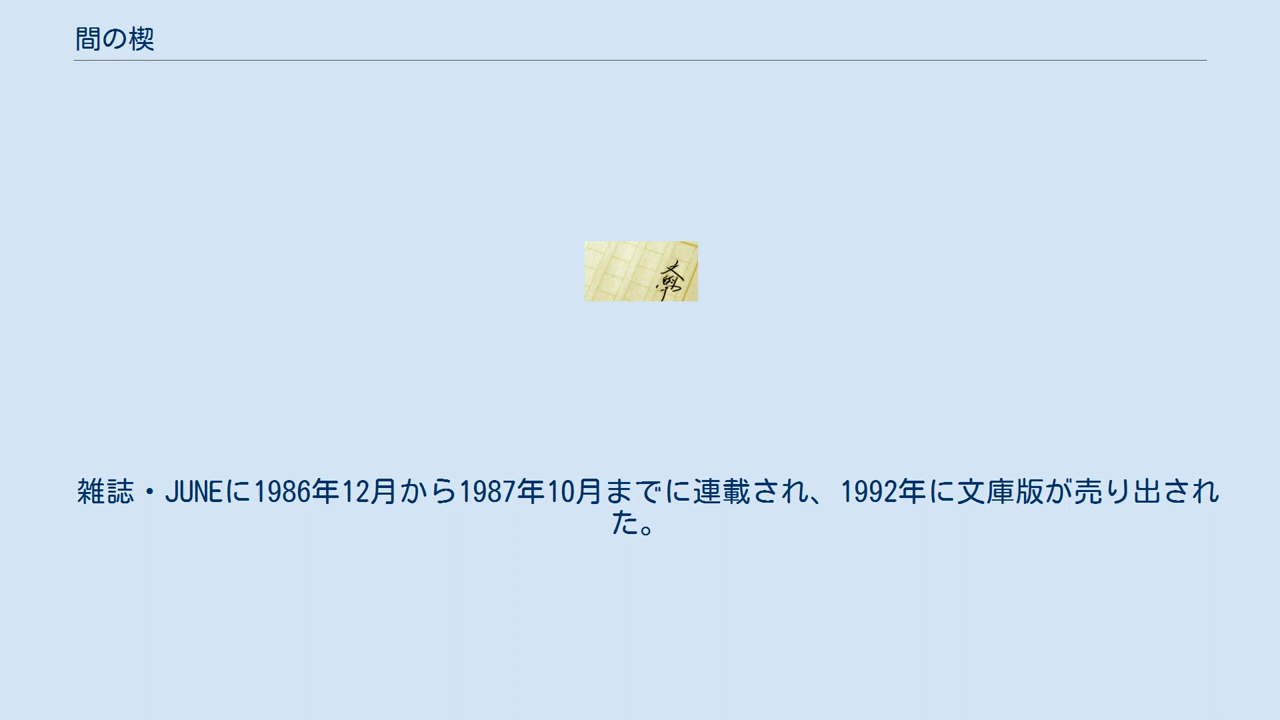 間の楔
雑誌・JUNEに1986年12月から1987年10月までに連載され、1992年に文庫版が売り出され
た。